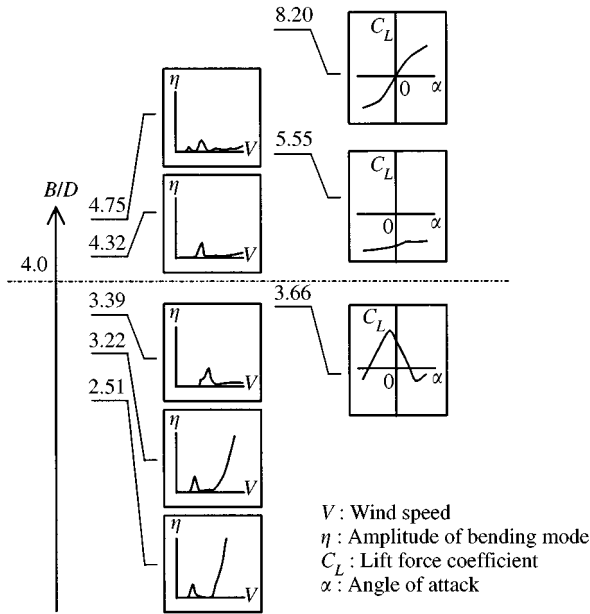 8.20
C_L
0
α
η
V
5.55
C_L
0
α
B/D
4.75
η
V
4.32
4.0
3.39
η
V
3.66
C_L
0
α
3.22
2.51
η
V
η
V
V : Wind speed
η : Amplitude of bending mode
C_L : Lift force coefficient
α : Angle of attack